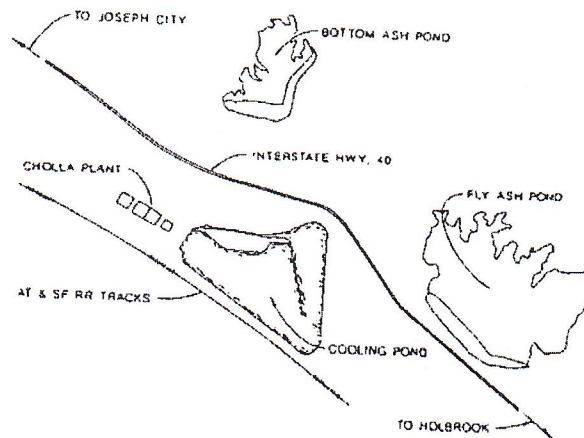 TO JOSEPH CITY
BOTTOM ASH POND
INTERSTATE HWY. 40
CHOLLA PLANT
FLY ASH POND
AT & SF RR TRACKS
COOLING POND
TO HOLBROOK